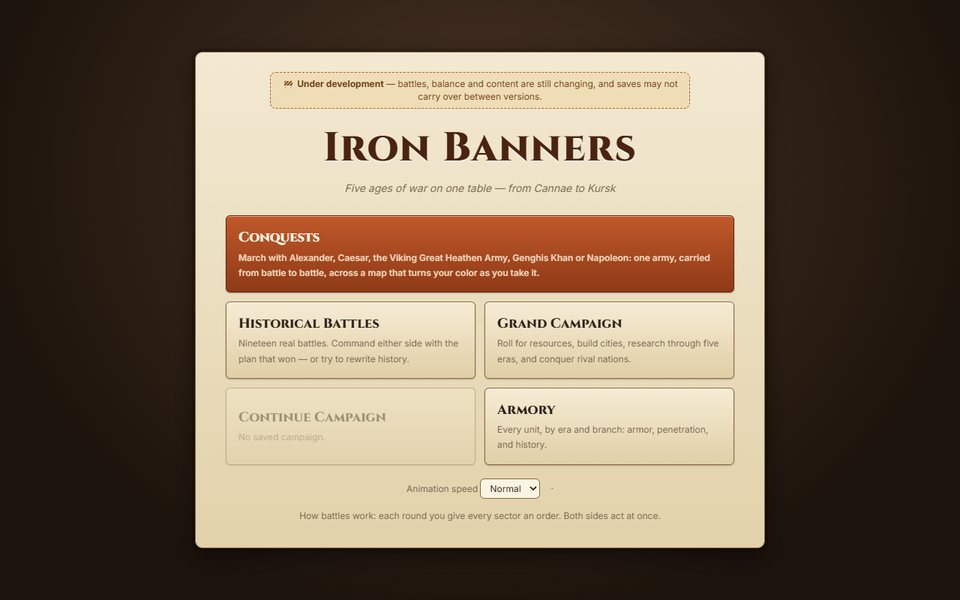 🚧 Under development — battles, balance and content are still changing, and saves may not
carry over between versions.
Iron Banners
Five ages of war on one table — from Cannae to Kursk
Conquests
March with Alexander, Caesar, the Viking Great Heathen Army, Genghis Khan or Napoleon: one army, carried
from battle to battle, across a map that turns your color as you take it.
Historical Battles
Nineteen real battles. Command either side with the
plan that won — or try to rewrite history.
Grand Campaign
Roll for resources, build cities, research through five
eras, and conquer rival nations.
Continue Campaign
No saved campaign.
Armory
Every unit, by era and branch: armor, penetration,
and history.
Animation speed Normal ·
How battles work: each round you give every sector an order. Both sides act at once.